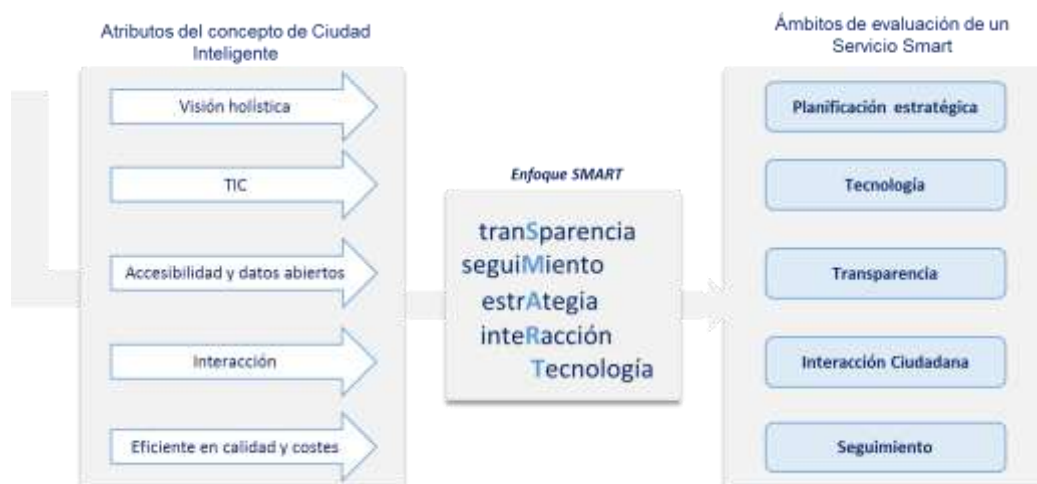 Atributos del concepto de Ciudad
Inteligente
Visión holística
TIC
Accesibilidad y datos abiertos
Interacción
Eficiente en calidad y costes
Enfoque SMART
tranSparencia
seguiMiento
estrAtegia
inteRacción
Tecnología
Ámbitos de evaluación de un
Servicio Smart
Planificación estratégica
Tecnología
Transparencia
Interacción Ciudadana
Seguimiento